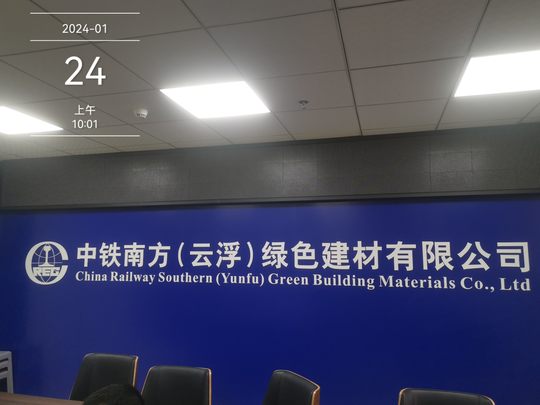 2024-01
24
上午
10:01
中铁南方(云浮)绿色建材有限公司
China Railway Southern (Yunfu) Green Building Materials Co., Ltd
REG